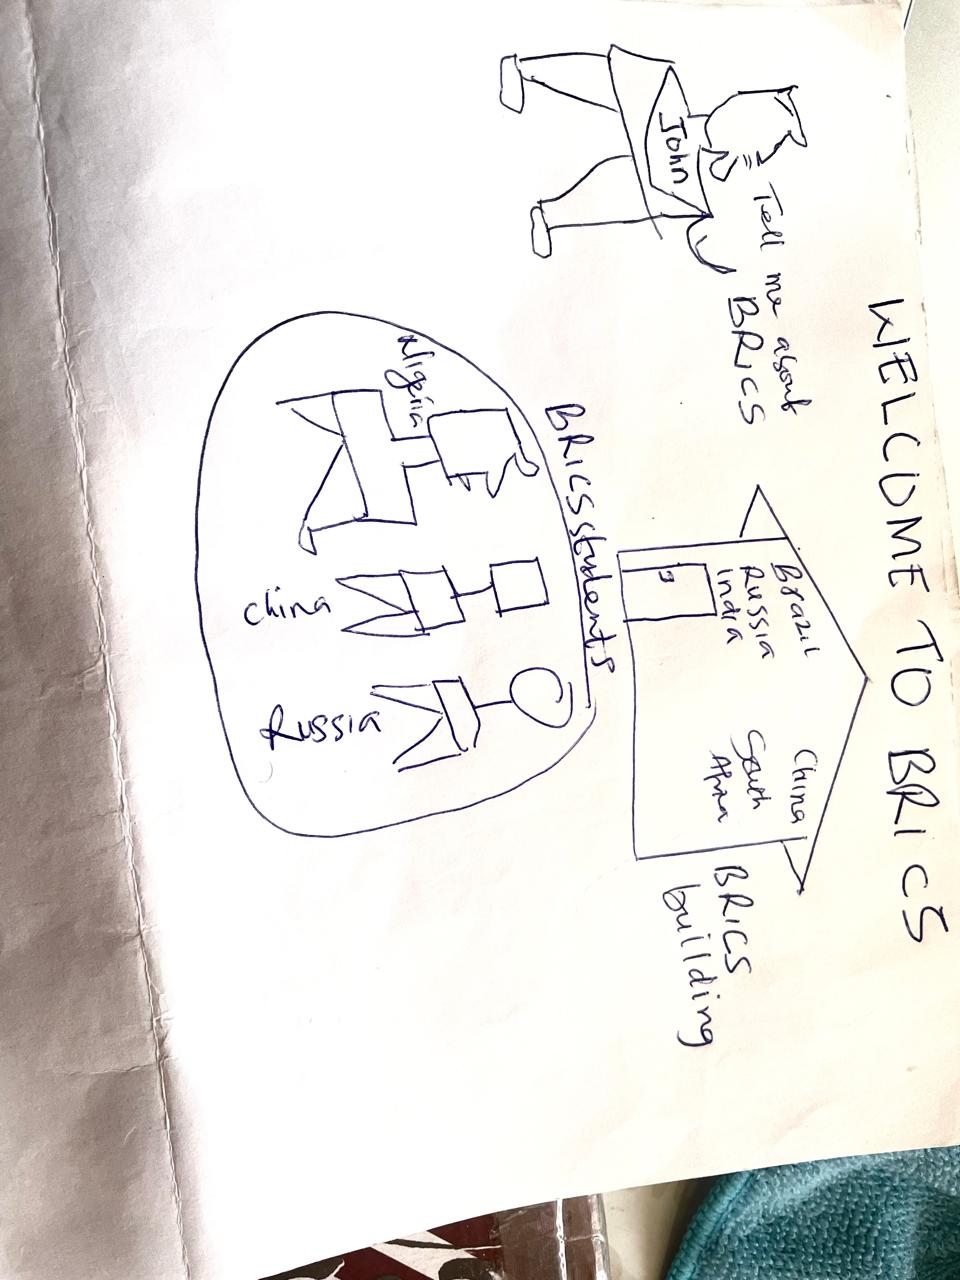 WELCOME TO BRICS
Tell me about
BRICS
John
Brazil
Russia
India
China
South
Africa
BRICS
building
BRICS students
Nigeria
China
Russia